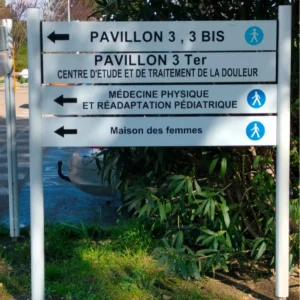 PAVILLON 3 , 3 BIS
PAVILLON 3 Ter
CENTRE D'ETUDE ET DE TRAITEMENT DE LA DOULEUR
MÉDECINE PHYSIQUE
ET RÉADAPTATION PÉDIATRIQUE
Maison des femmes